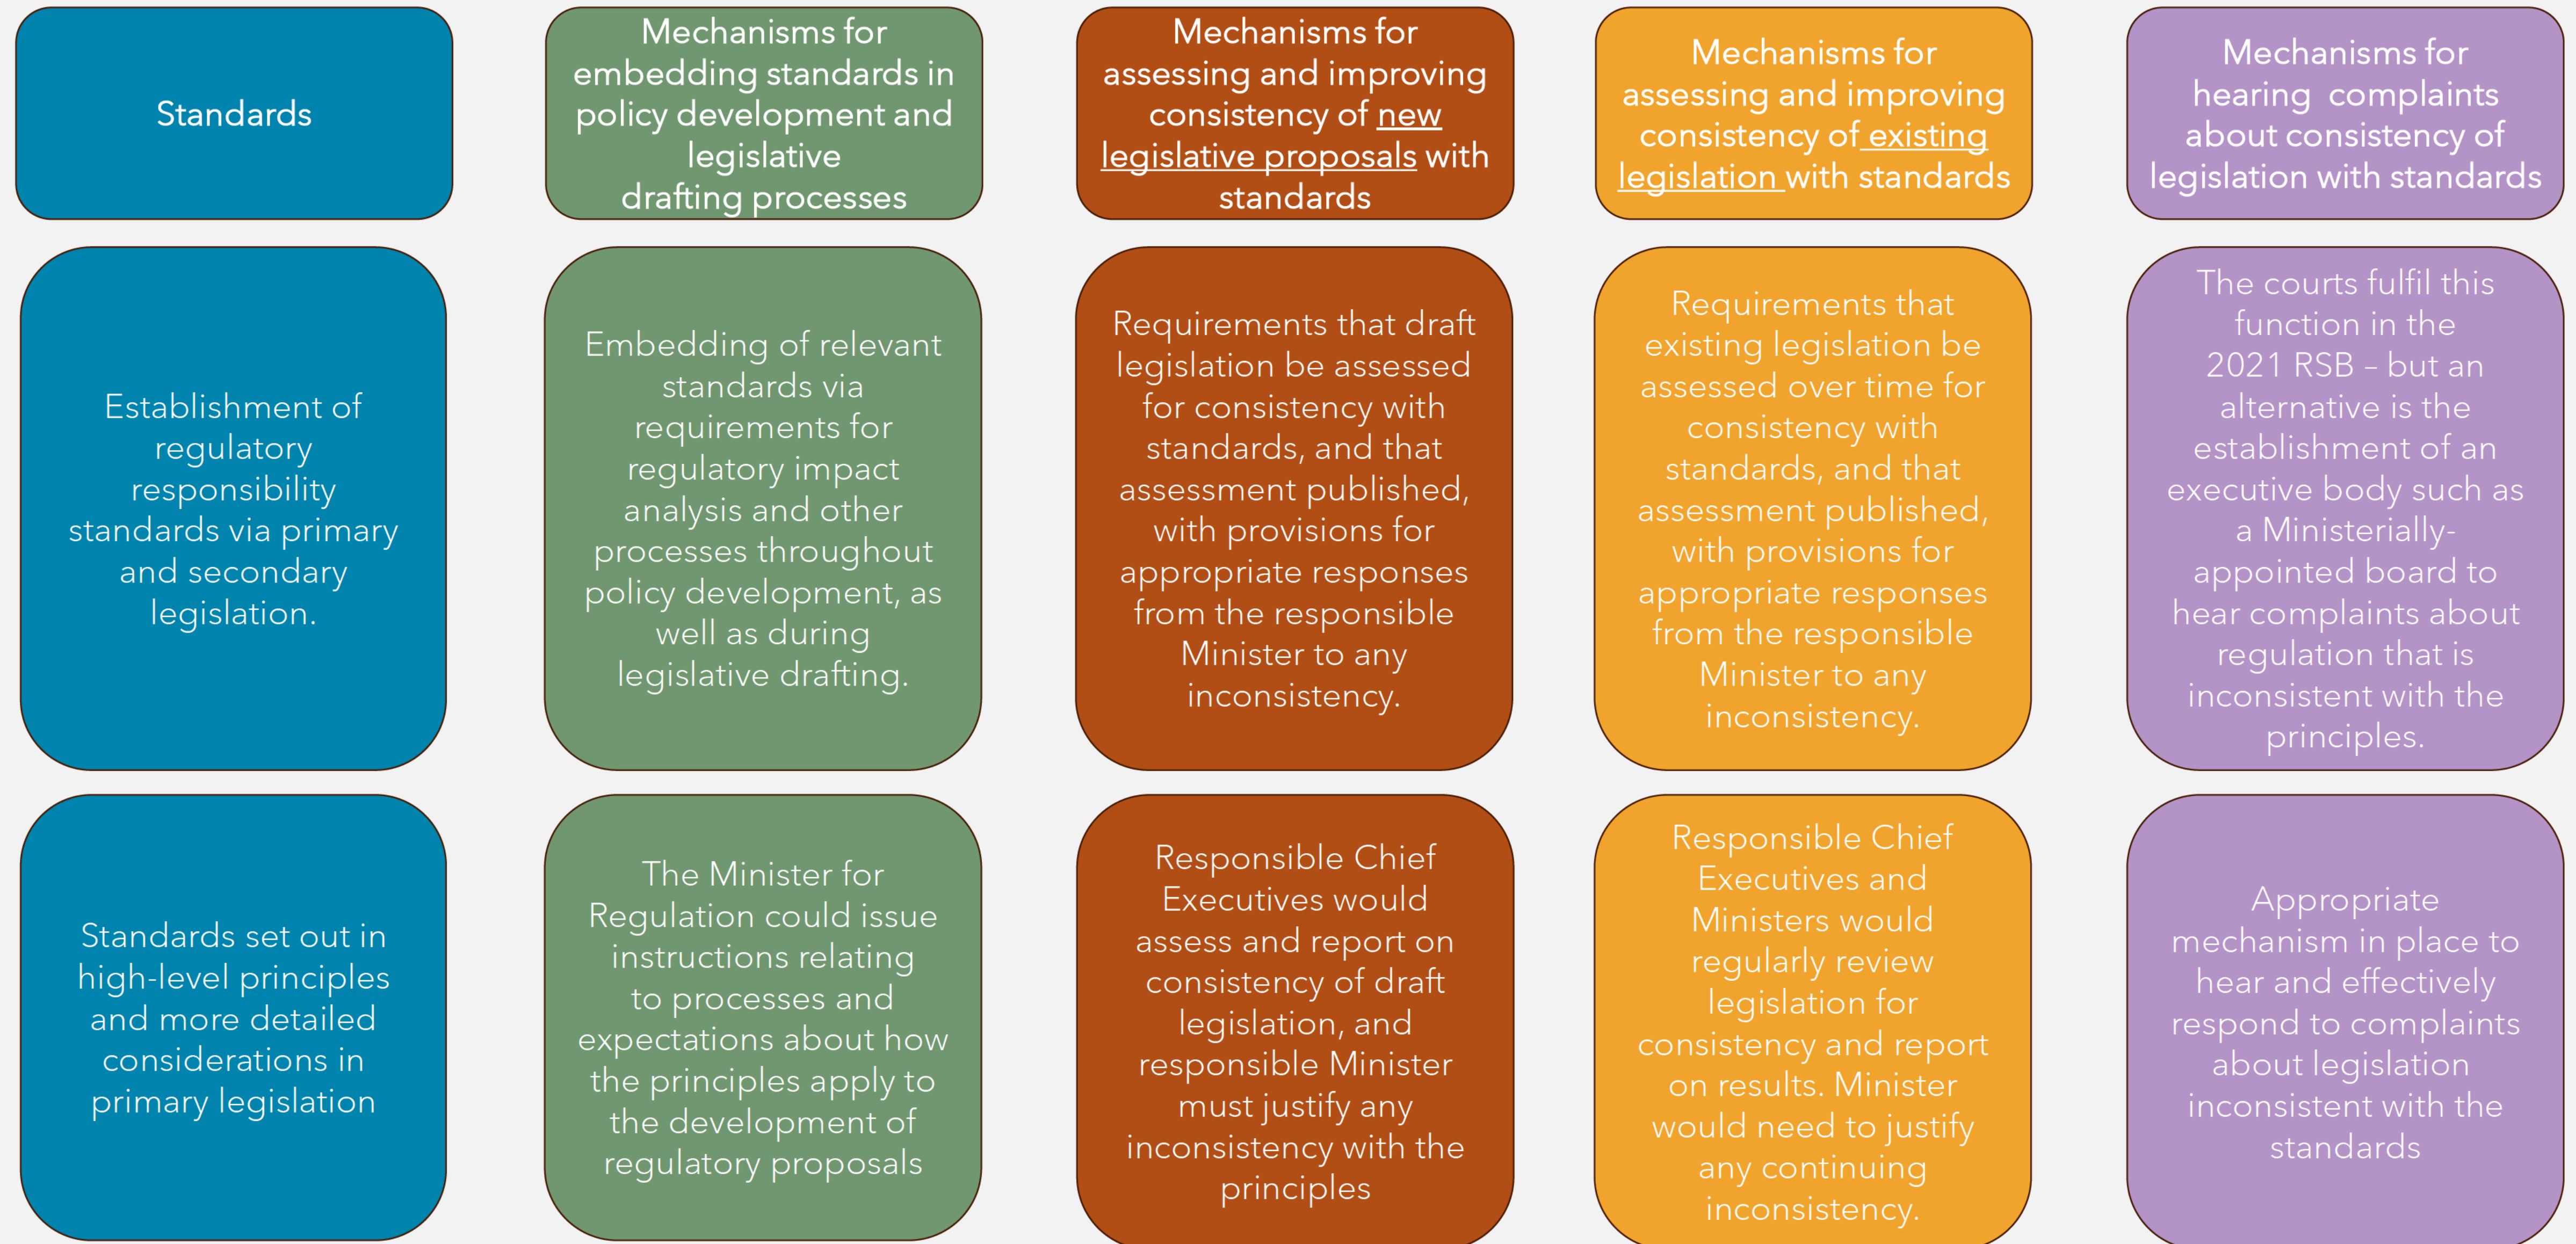 Standards
Mechanisms for
embedding standards in
policy development and
legislative
drafting processes
Mechanisms for
assessing and improving
consistency of new
legislative proposals with
standards
Mechanisms for
assessing and improving
consistency of existing
legislation with standards
Mechanisms for
hearing complaints
about consistency of
legislation with standards
Establishment of
regulatory
responsibility
standards via primary
and secondary
legislation.
Embedding of relevant
standards via
requirements for
regulatory impact
analysis and other
processes throughout
policy development, as
well as during
legislative drafting.
Requirements that draft
legislation be assessed
for consistency with
standards, and that
assessment published,
with provisions for
appropriate responses
from the responsible
Minister to any
inconsistency.
Requirements that
existing legislation be
assessed over time for
consistency with
standards, and that
assessment published,
with provisions for
appropriate responses
from the responsible
Minister to any
inconsistency.
The courts fulfil this
function in the
2021 RSB – but an
alternative is the
establishment of an
executive body such as
a Ministerially-
appointed board to
hear complaints about
regulation that is
inconsistent with the
principles.
Standards set out in
high-level principles
and more detailed
considerations in
primary legislation
The Minister for
Regulation could issue
instructions relating
to processes and
expectations about how
the principles apply to
the development of
regulatory proposals
Responsible Chief
Executives would
assess and report on
consistency of draft
legislation, and
responsible Minister
must justify any
inconsistency with the
principles
Responsible Chief
Executives and
Ministers would
regularly review
legislation for
consistency and report
on results. Minister
would need to justify
any continuing
inconsistency.
Appropriate
mechanism in place to
hear and effectively
respond to complaints
about legislation
inconsistent with the
standards